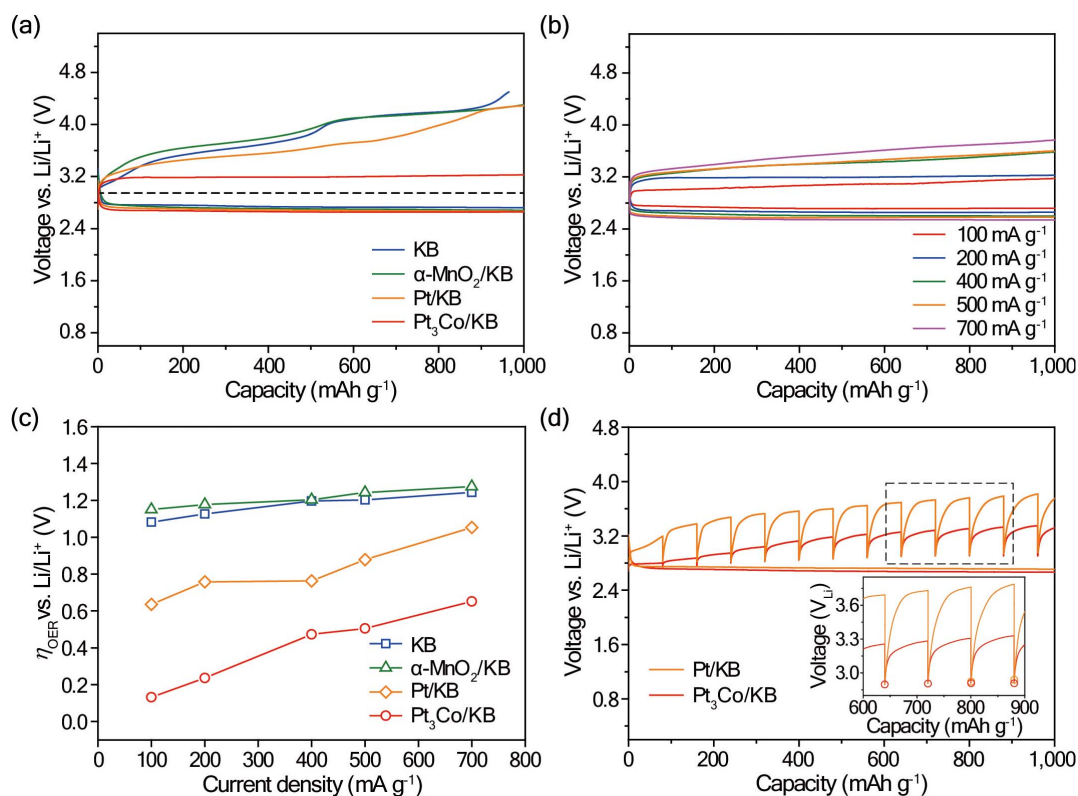 (a)
Voltage vs. Li/Li⁺ (V)
4.8
4.0
3.2
2.4
1.6
0.8
KB
α-MnO₂/KB
Pt/KB
Pt₃Co/KB
0 200 400 600 800 1,000
Capacity (mAh g⁻¹)
(b)
Voltage vs. Li/Li⁺ (V)
4.8
4.0
3.2
2.4
1.6
0.8
100 mA g⁻¹
200 mA g⁻¹
400 mA g⁻¹
500 mA g⁻¹
700 mA g⁻¹
0 200 400 600 800 1,000
Capacity (mAh g⁻¹)
(c)
η_OER vs. Li/Li⁺ (V)
1.6
1.4
1.2
1.0
0.8
0.6
0.4
0.2
0.0
KB
α-MnO₂/KB
Pt/KB
Pt₃Co/KB
0 100 200 300 400 500 600 700 800
Current density (mA g⁻¹)
(d)
Voltage vs. Li/Li⁺ (V)
4.8
4.0
3.2
2.4
1.6
0.8
Pt/KB
Pt₃Co/KB
Voltage (V_Li)
3.6
3.3
3.0
600 700 800 900
Capacity (mAh g⁻¹)
0 200 400 600 800 1,000
Capacity (mAh g⁻¹)